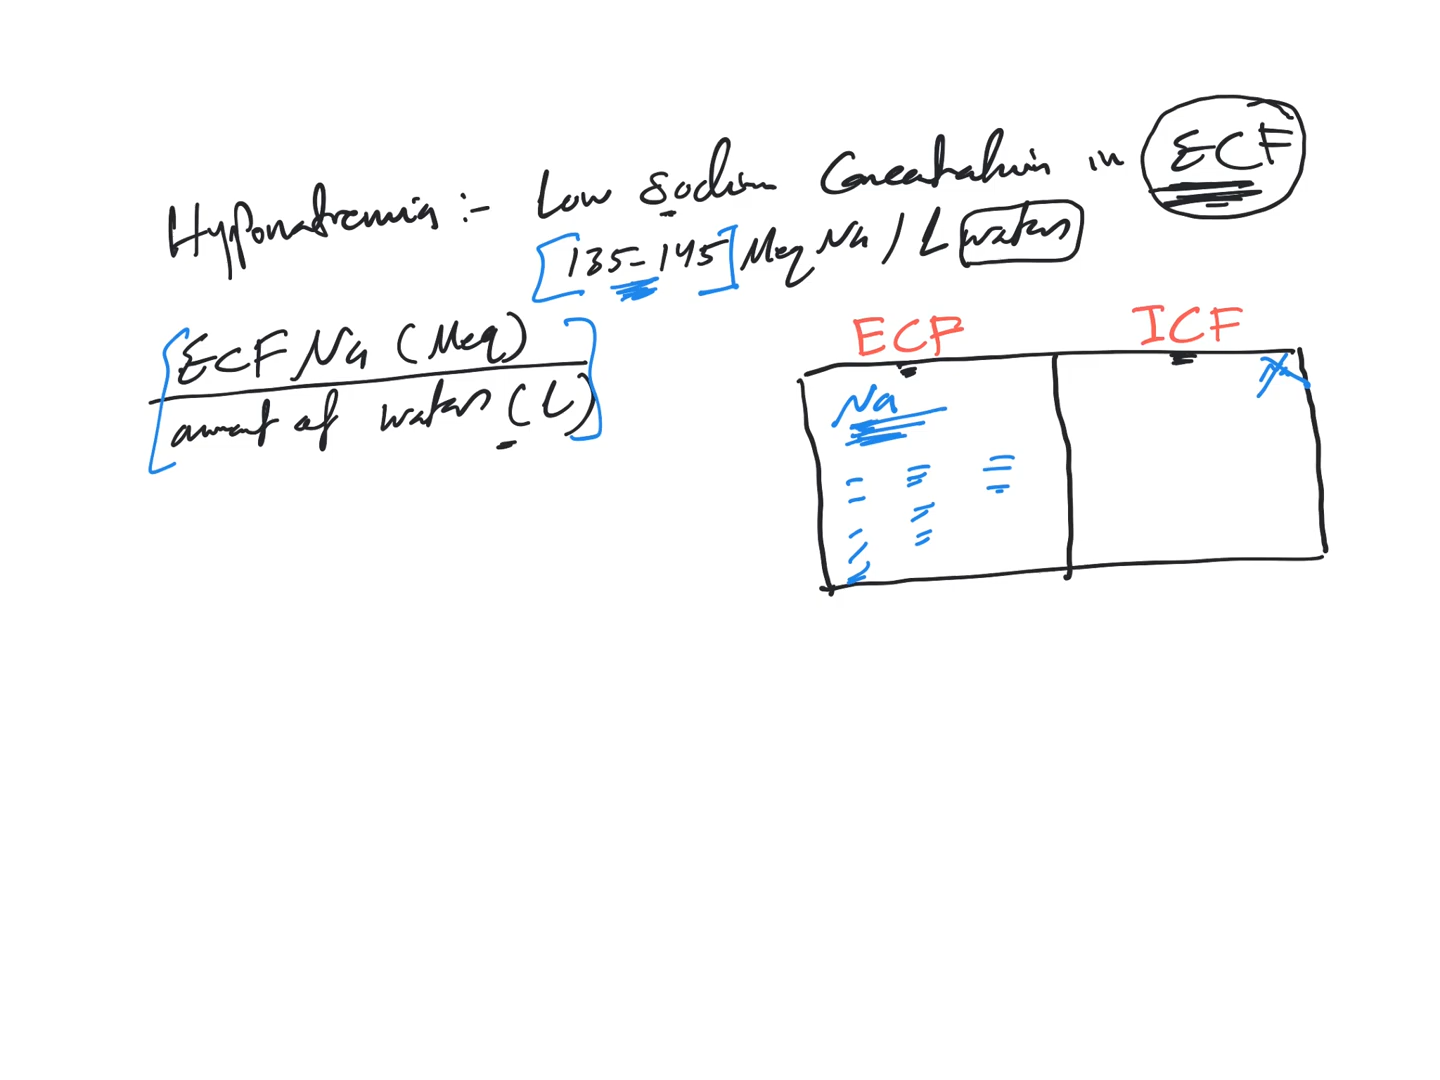 Hyponatremia :- Low sodium Concentration in ECF
[135-145] Meq Na / L water
ECF Na (Meq)
amount of water (L)
ECF ICF
Na